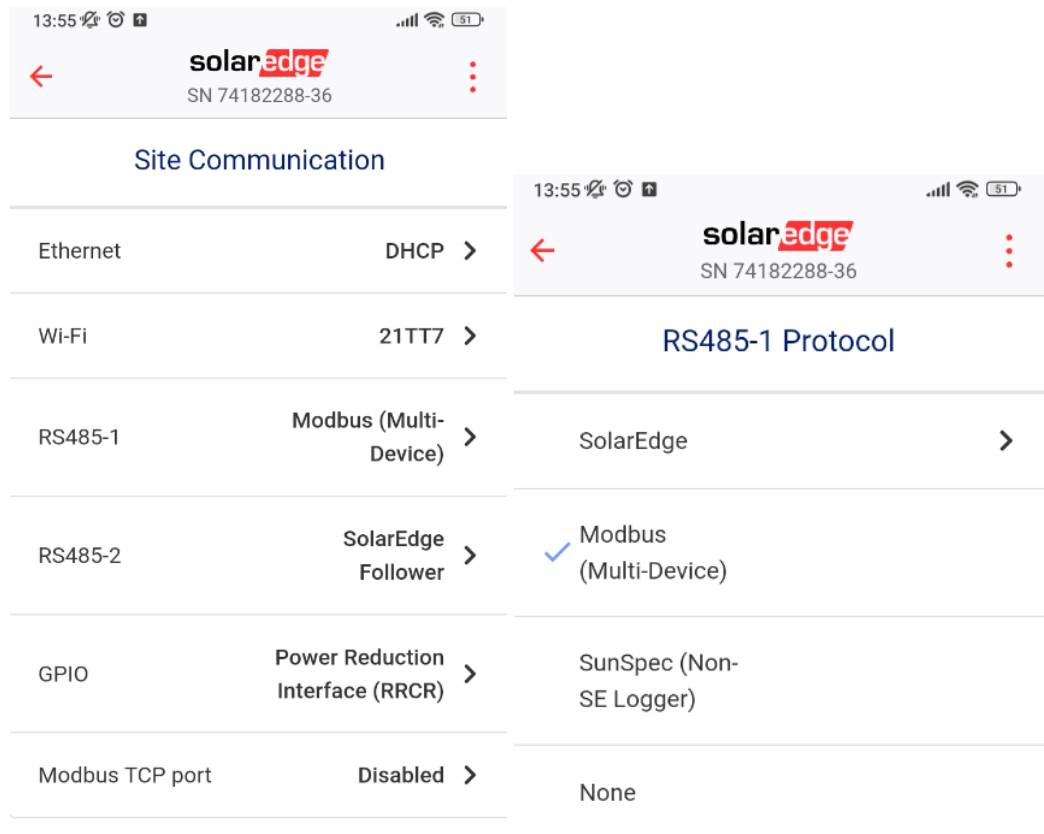 13:55
51
solaredge
SN 74182288-36
Site Communication
Ethernet DHCP
Wi-Fi 21TT7
RS485-1 Modbus (Multi-
Device)
RS485-2 SolarEdge
Follower
GPIO Power Reduction
Interface (RRCR)
Modbus TCP port Disabled
13:55
51
solaredge
SN 74182288-36
RS485-1 Protocol
SolarEdge
Modbus
(Multi-Device)
SunSpec (Non-
SE Logger)
None